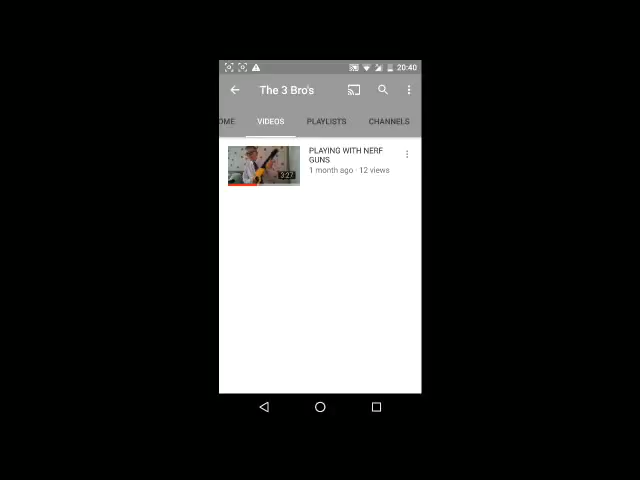 20:40
The 3 Bro's
OME VIDEOS PLAYLISTS CHANNELS
PLAYING WITH NERF
GUNS
1 month ago · 12 views
3:27